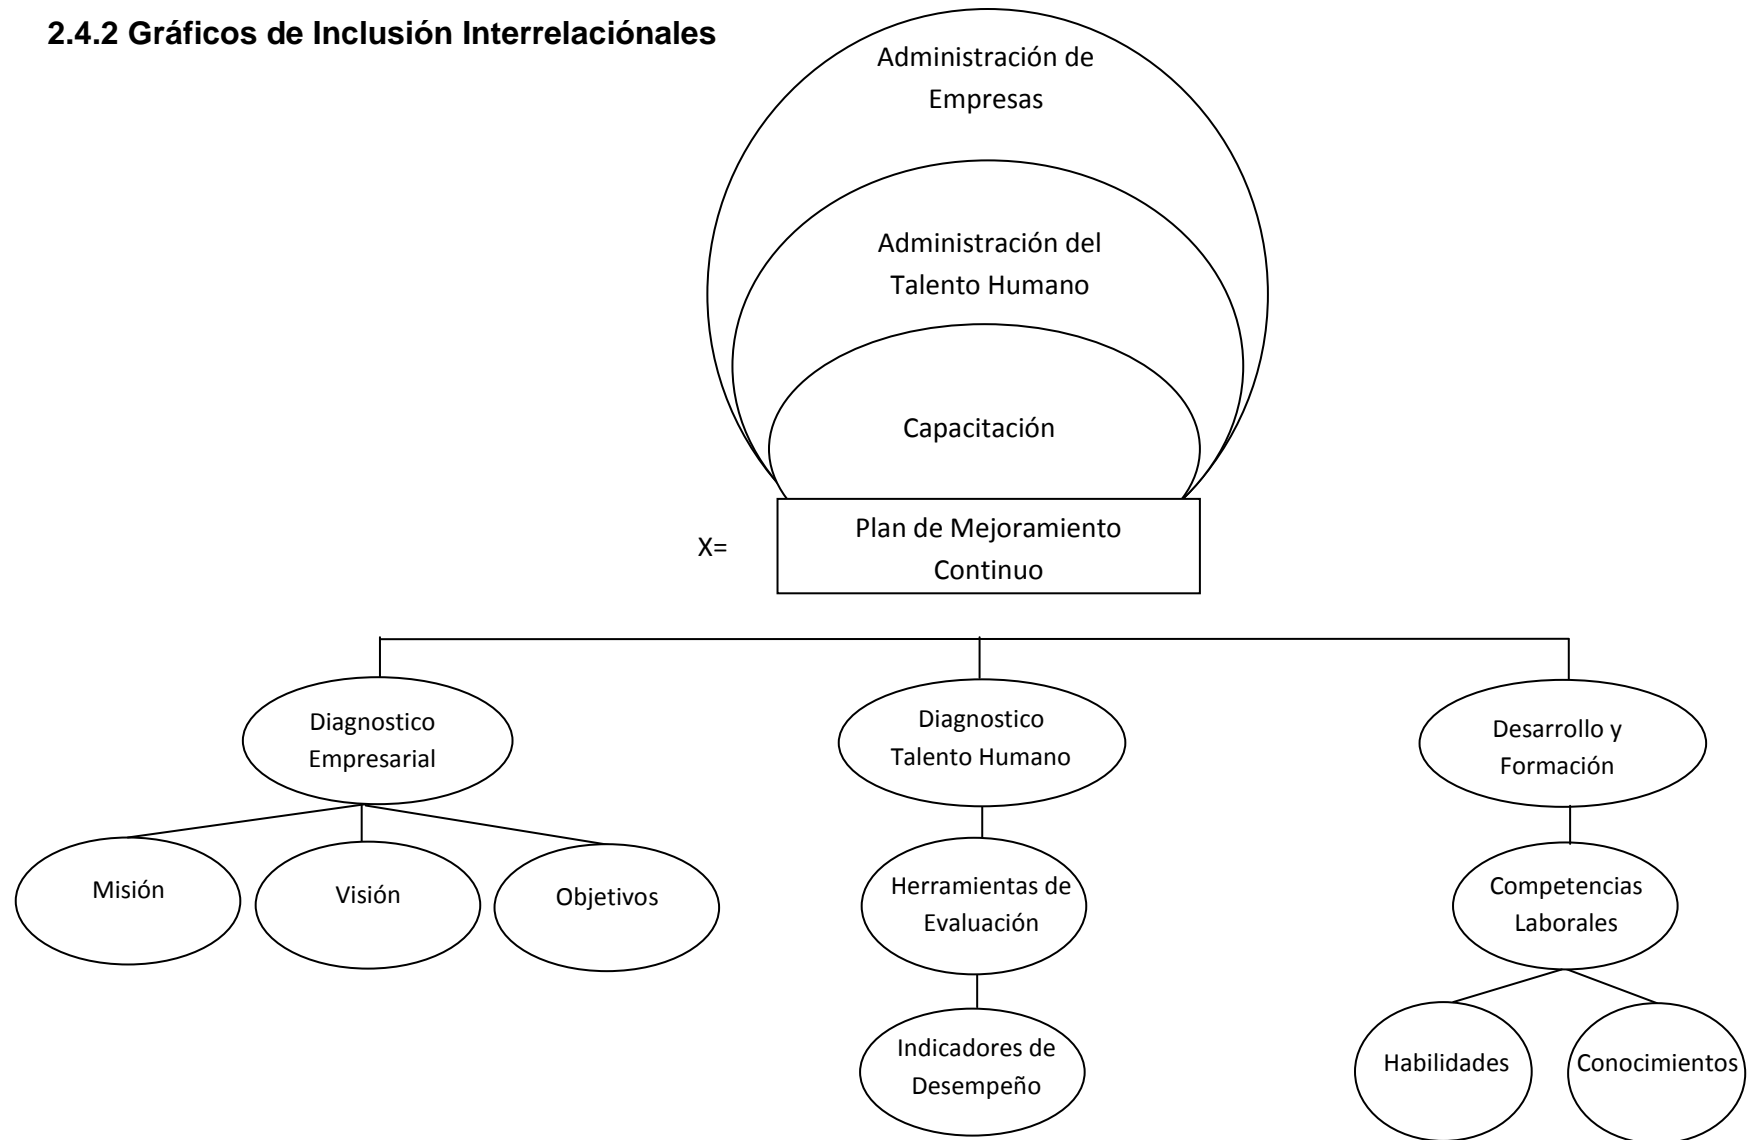 2.4.2 Gráficos de Inclusión Interrelaciónales
Administración de
Empresas
Administración del
Talento Humano
Capacitación
X=
Plan de Mejoramiento
Continuo
Diagnostico
Empresarial
Diagnostico
Talento Humano
Desarrollo y
Formación
Misión
Visión
Objetivos
Herramientas de
Evaluación
Competencias
Laborales
Indicadores de
Desempeño
Habilidades
Conocimientos